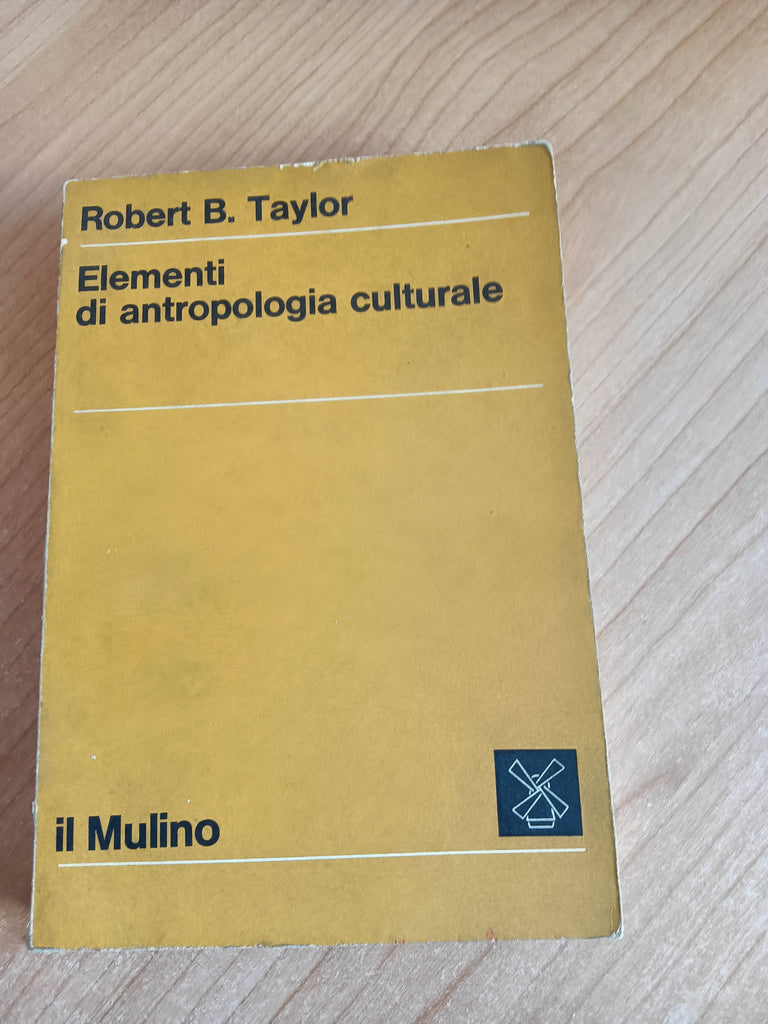 Robert B. Taylor
Elementi
di antropologia culturale
il Mulino